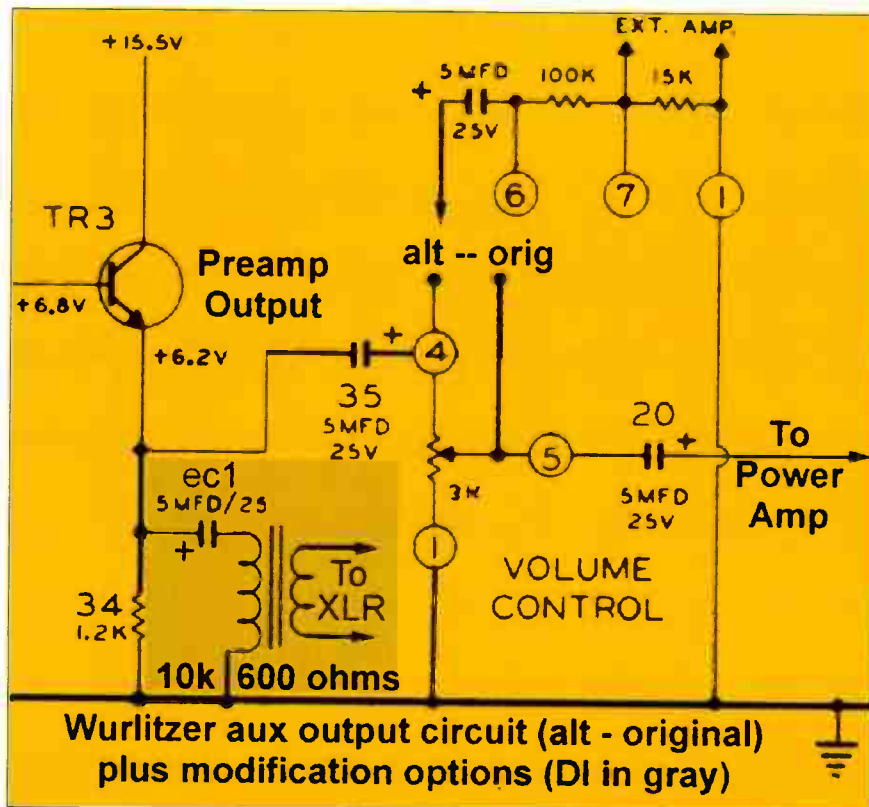 EXT. AMP.
+15.5V
5MFD
100K
15K
+
25V
6
7
1
TR3
Preamp
Output
alt -- orig
+6.8V
+6.2V
+
4
35
5MFD
25V
20
+
To
Power
Amp
5
3K
5MFD
25V
ec1
5MFD/25
+
1
VOLUME
CONTROL
To
XLR
34
1.2K
10k 600 ohms
Wurlitzer aux output circuit (alt - original)
plus modification options (DI in gray)